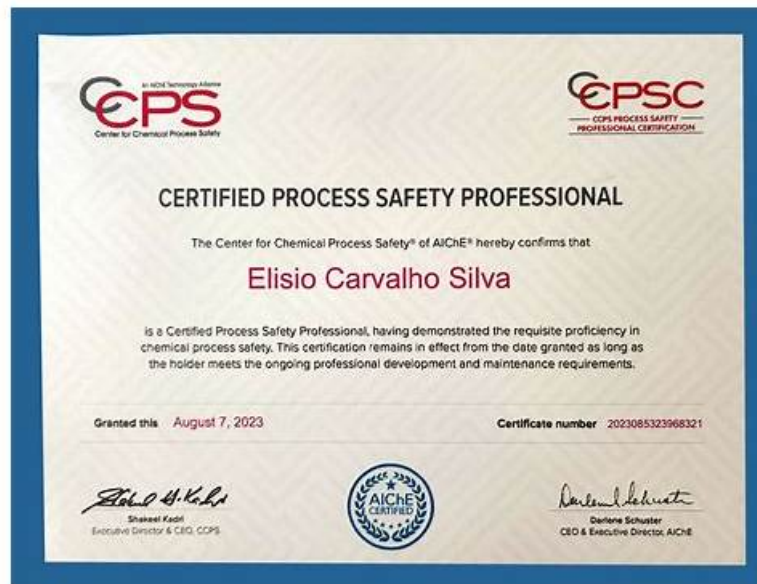 An AIChE Technology Alliance
CCPS
Center for Chemical Process Safety
CCPSC
CCPS PROCESS SAFETY
PROFESSIONAL CERTIFICATION
CERTIFIED PROCESS SAFETY PROFESSIONAL
The Center for Chemical Process Safety® of AIChE® hereby confirms that
Elisio Carvalho Silva
is a Certified Process Safety Professional, having demonstrated the requisite proficiency in
chemical process safety. This certification remains in effect from the date granted as long as
the holder meets the ongoing professional development and maintenance requirements.
Granted this August 7, 2023
Certificate number 2023085323968321
Shakeel Kadri
Executive Director & CEO, CCPS
AIChE
CERTIFIED
Darlene Schuster
CEO & Executive Director, AIChE